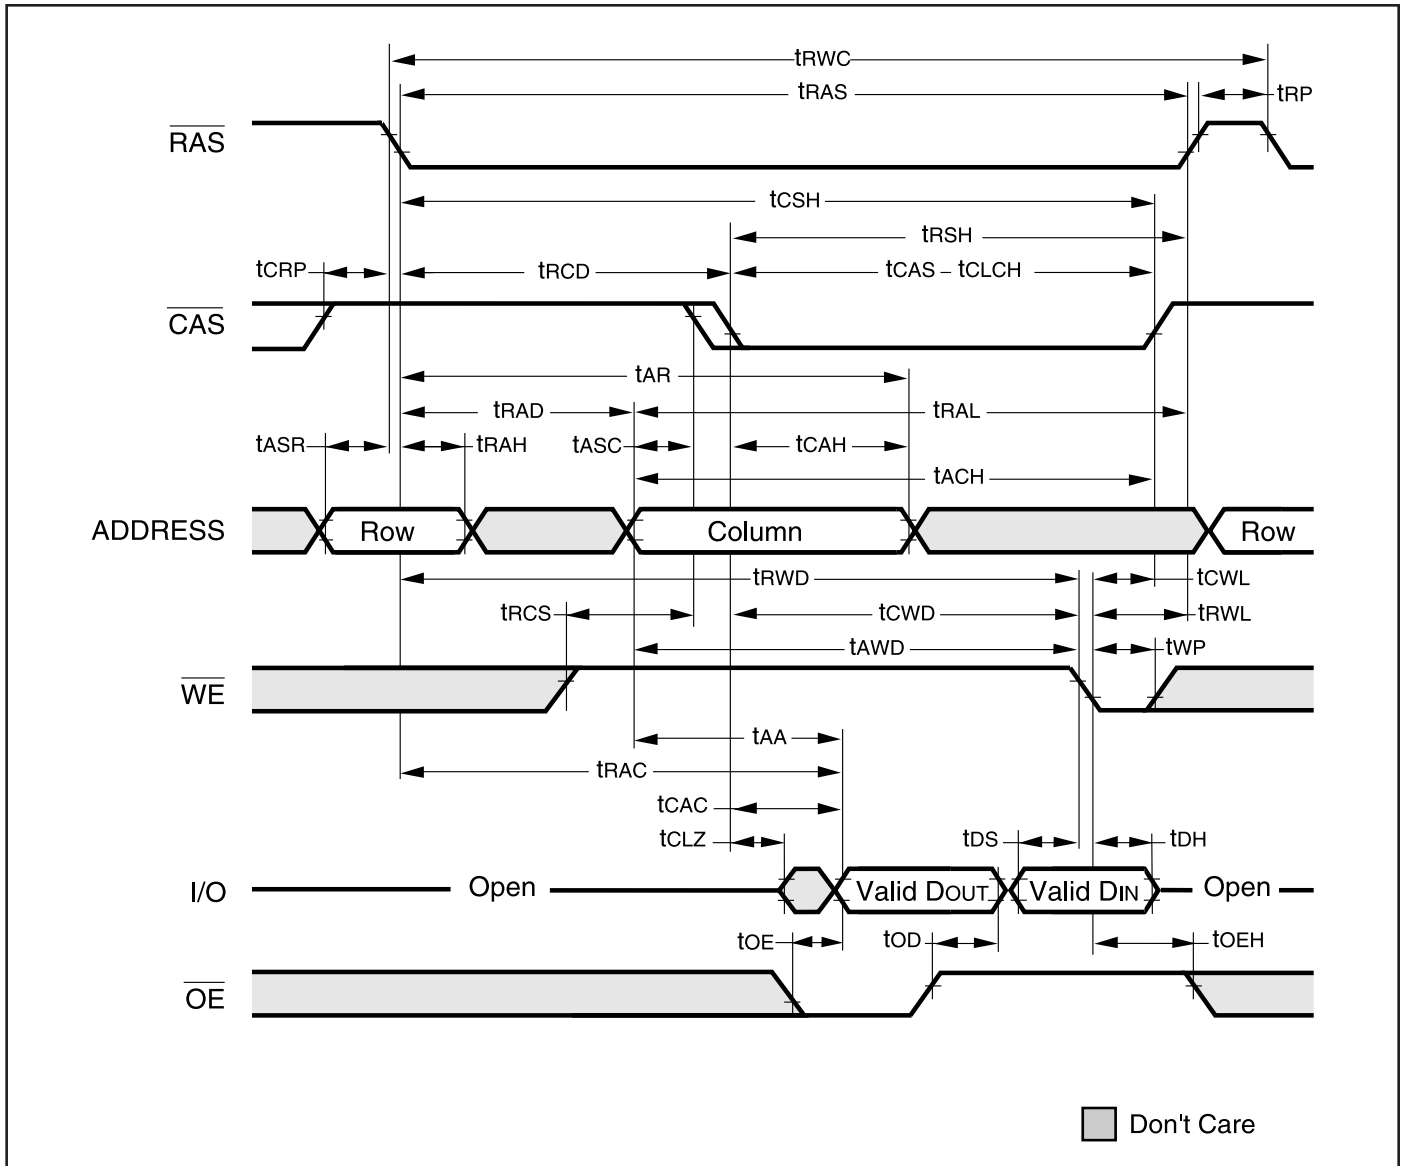 tRWC
tRAS
tRP
RAS
tCSH
tRSH
tCRP
tRCD
tCAS – tCLCH
CAS
tAR
tRAD
tRAL
tASR
tRAH
tASC
tCAH
tACH
ADDRESS
Row
Column
Row
tRWD
tCWL
tRCS
tCWD
tRWL
tAWD
tWP
WE
tAA
tRAC
tCAC
tCLZ
tDS
tDH
I/O
Open
Valid DOUT
Valid DIN
Open
tOE
tOD
tOEH
OE
Don't Care